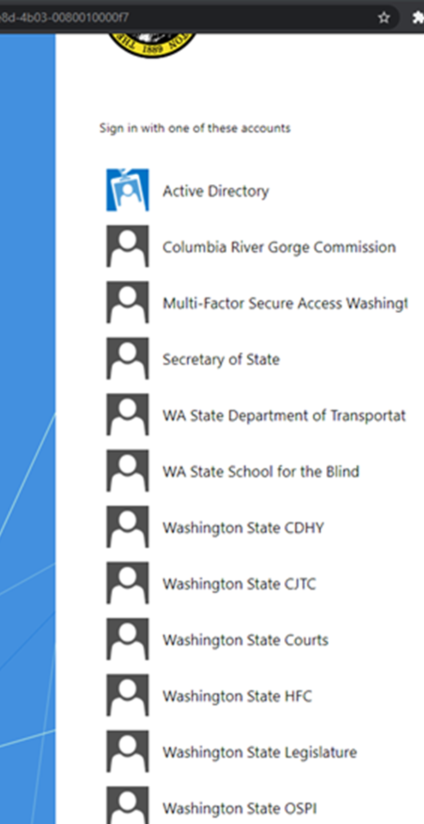 8d-4b03-0080010000f7
1889
Sign in with one of these accounts
Active Directory
Columbia River Gorge Commission
Multi-Factor Secure Access Washingt
Secretary of State
WA State Department of Transportat
WA State School for the Blind
Washington State CDHY
Washington State CJTC
Washington State Courts
Washington State HFC
Washington State Legislature
Washington State OSPI